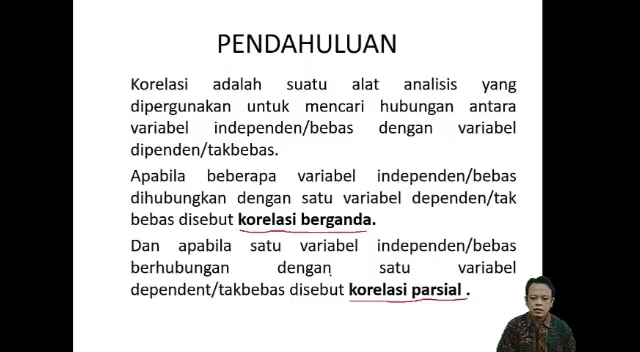 PENDAHULUAN
Korelasi adalah suatu alat analisis yang
dipergunakan untuk mencari hubungan antara
variabel independen/bebas dengan variabel
dipenden/takbebas.
Apabila beberapa variabel independen/bebas
dihubungkan dengan satu variabel dependen/tak
bebas disebut korelasi berganda.
Dan apabila satu variabel independen/bebas
berhubungan dengan satu variabel
dependent/takbebas disebut korelasi parsial .